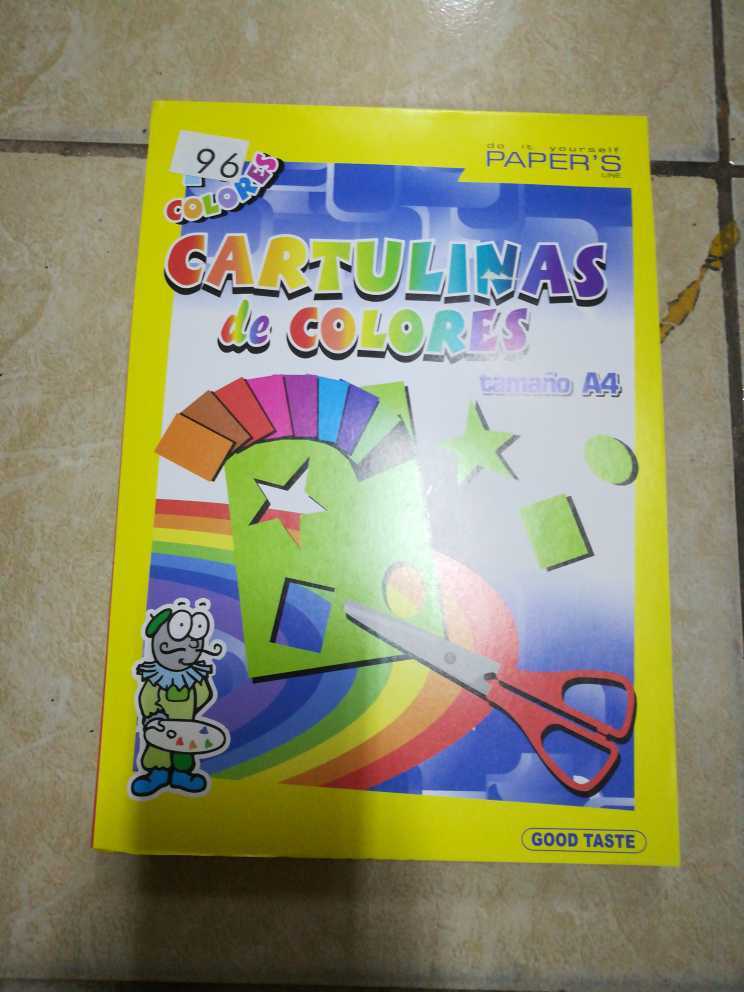 96
COLORES
do it yourself
PAPER'S
LINE
CARTULINAS
de COLORES
tamaño A4
GOOD TASTE